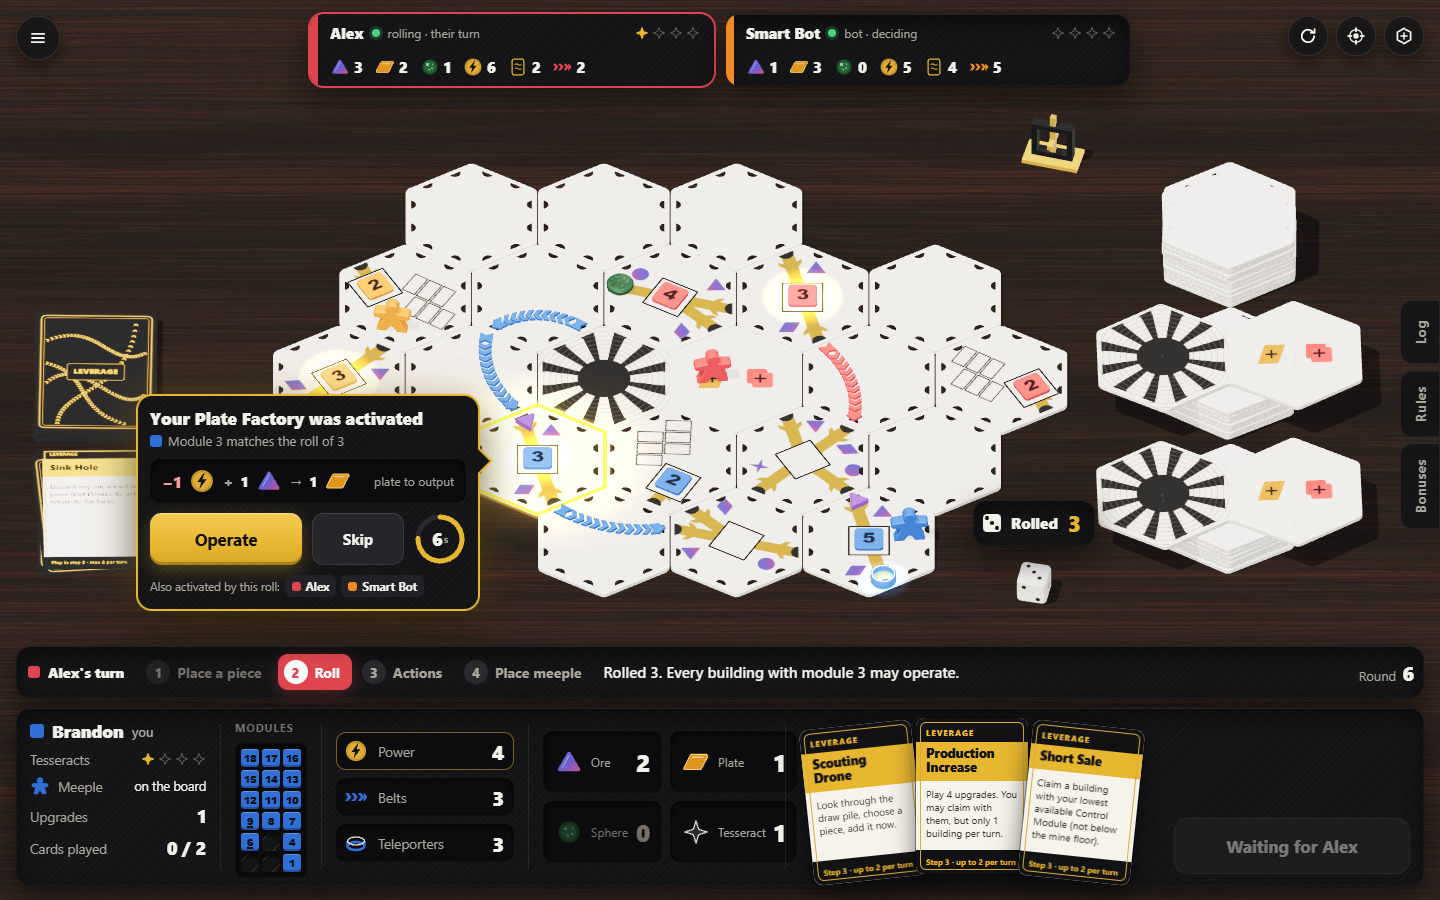 Alex rolling · their turn
3 2 1 6 2 2
Smart Bot bot · deciding
1 3 0 5 4 5
2
4
3
3
2
LEVERAGE
Log
Rules
Bonuses
Your Plate Factory was activated
Module 3 matches the roll of 3
−1 + 1 → 1 plate to output
Operate Skip 6s
Also activated by this roll: Alex Smart Bot
3
2
5
LEVERAGE
Sink Hole
Play in step 3 · max 2 per turn
Rolled 3
Alex's turn 1 Place a piece 2 Roll 3 Actions 4 Place meeple Rolled 3. Every building with module 3 may operate. Round 6
Brandon you
Tesseracts
Meeple on the board
Upgrades 1
Cards played 0 / 2
MODULES
18 17 16
15 14 13
12 11 10
9 8 7
6 4
1
Power 4
Belts 3
Teleporters 3
Ore 2
Plate 1
Sphere 0
Tesseract 1
LEVERAGE
Scouting
Drone
Look through the
draw pile, choose a
piece, add it now.
Step 3 · up to 2 per turn
LEVERAGE
Production
Increase
Play 4 upgrades. You
may claim with
them, but only 1
building per turn.
Step 3 · up to 2 per turn
LEVERAGE
Short Sale
Claim a building
with your lowest
available Control
Module (not below
the mine floor).
Step 3 · up to 2 per turn
Waiting for Alex